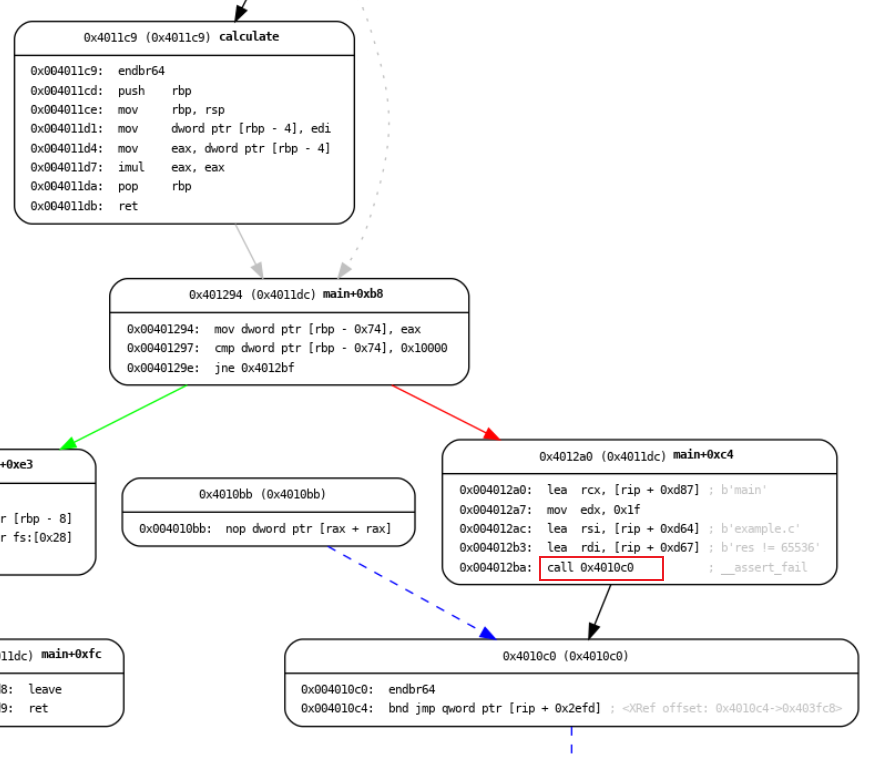 0x4011c9 (0x4011c9) calculate
0x004011c9: endbr64
0x004011cd: push rbp
0x004011ce: mov rbp, rsp
0x004011d1: mov dword ptr [rbp - 4], edi
0x004011d4: mov eax, dword ptr [rbp - 4]
0x004011d7: imul eax, eax
0x004011da: pop rbp
0x004011db: ret
0x401294 (0x4011dc) main+0xb8
0x00401294: mov dword ptr [rbp - 0x74], eax
0x00401297: cmp dword ptr [rbp - 0x74], 0x10000
0x0040129e: jne 0x4012bf
+0xe3
r [rbp - 8]
r fs:[0x28]
0x4010bb (0x4010bb)
0x004010bb: nop dword ptr [rax + rax]
0x4012a0 (0x4011dc) main+0xc4
0x004012a0: lea rcx, [rip + 0xd87] ; b'main'
0x004012a7: mov edx, 0x1f
0x004012ac: lea rsi, [rip + 0xd64] ; b'example.c'
0x004012b3: lea rdi, [rip + 0xd67] ; b'res != 65536'
0x004012ba: call 0x4010c0 ; __assert_fail
11dc) main+0xfc
8: leave
9: ret
0x4010c0 (0x4010c0)
0x004010c0: endbr64
0x004010c4: bnd jmp qword ptr [rip + 0x2efd] ; <XRef offset: 0x4010c4->0x403fc8>